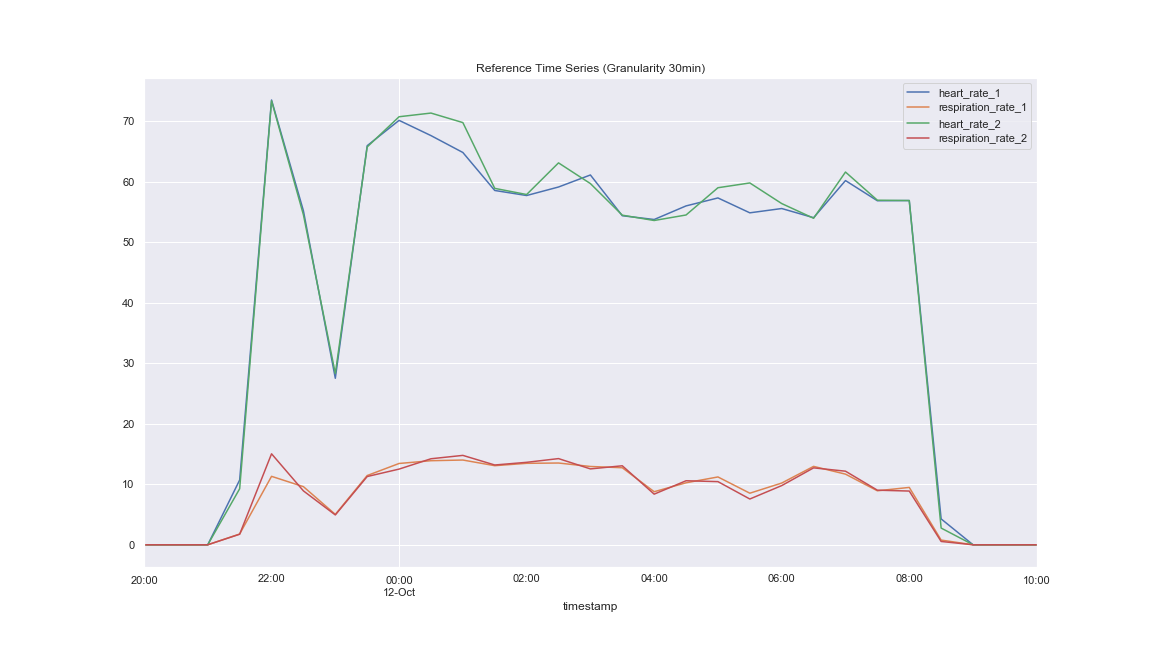 Reference Time Series (Granularity 30min)
heart_rate_1
respiration_rate_1
heart_rate_2
respiration_rate_2
70
60
50
40
30
20
10
0
20:00
22:00
00:00
12-Oct
02:00
04:00
06:00
08:00
10:00
timestamp